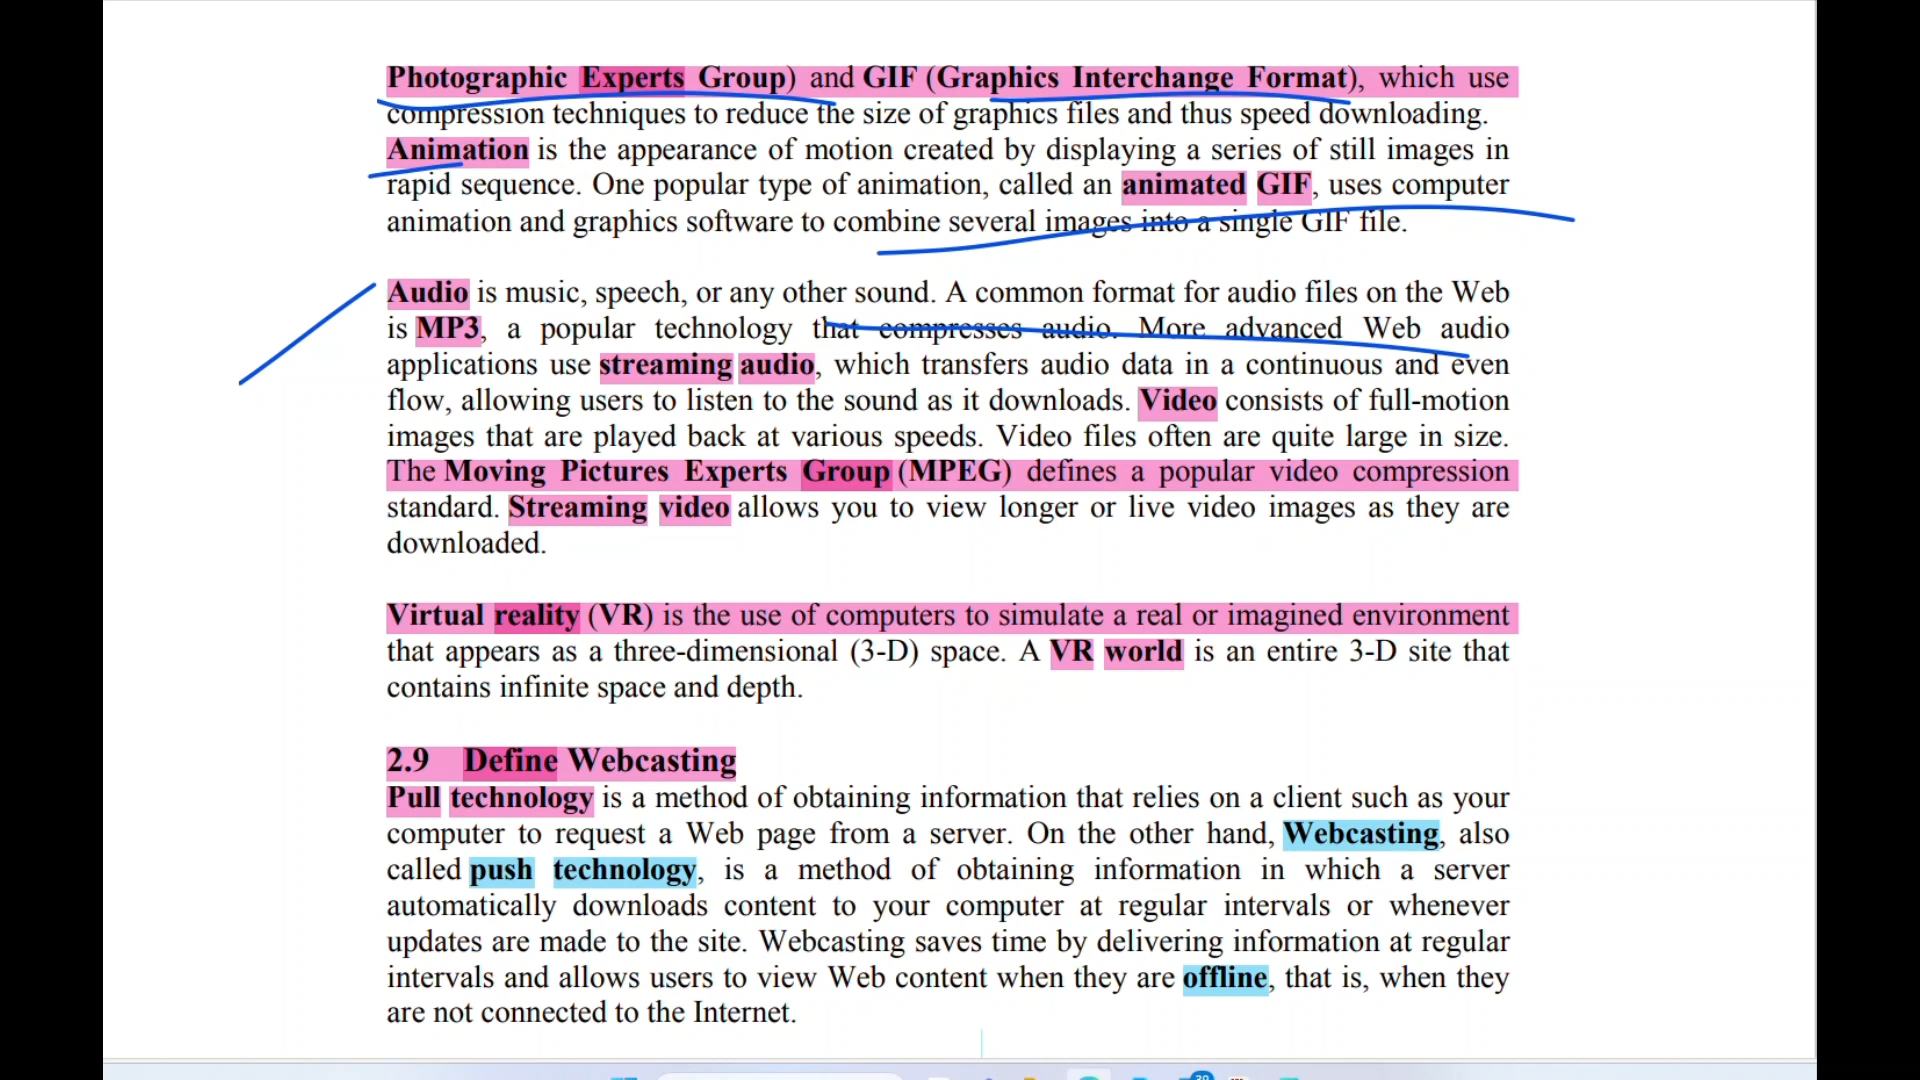 Photographic Experts Group) and GIF (Graphics Interchange Format), which use
compression techniques to reduce the size of graphics files and thus speed downloading.
Animation is the appearance of motion created by displaying a series of still images in
rapid sequence. One popular type of animation, called an animated GIF, uses computer
animation and graphics software to combine several images into a single GIF file.
Audio is music, speech, or any other sound. A common format for audio files on the Web
is MP3, a popular technology that compresses audio. More advanced Web audio
applications use streaming audio, which transfers audio data in a continuous and even
flow, allowing users to listen to the sound as it downloads. Video consists of full-motion
images that are played back at various speeds. Video files often are quite large in size.
The Moving Pictures Experts Group (MPEG) defines a popular video compression
standard. Streaming video allows you to view longer or live video images as they are
downloaded.
Virtual reality (VR) is the use of computers to simulate a real or imagined environment
that appears as a three-dimensional (3-D) space. A VR world is an entire 3-D site that
contains infinite space and depth.
2.9 Define Webcasting
Pull technology is a method of obtaining information that relies on a client such as your
computer to request a Web page from a server. On the other hand, Webcasting, also
called push technology, is a method of obtaining information in which a server
automatically downloads content to your computer at regular intervals or whenever
updates are made to the site. Webcasting saves time by delivering information at regular
intervals and allows users to view Web content when they are offline, that is, when they
are not connected to the Internet.